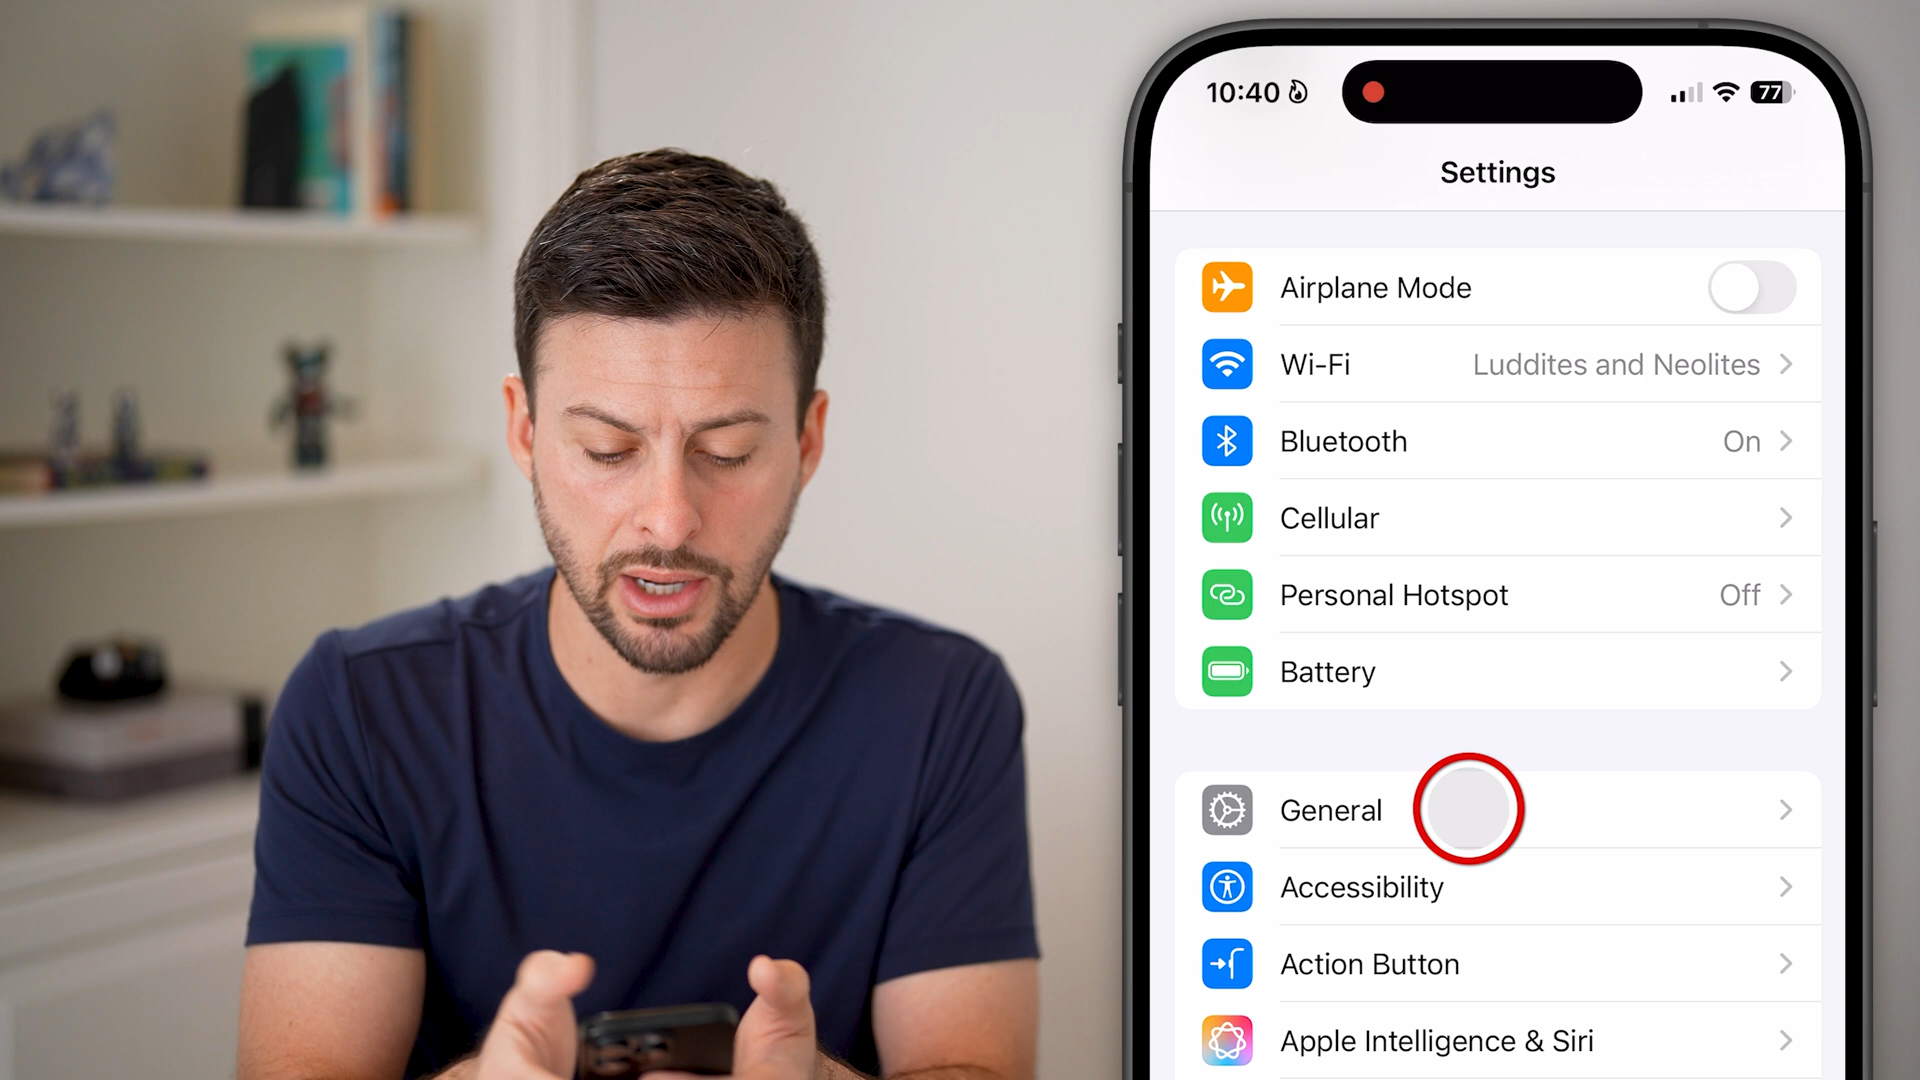 10:40
77
Settings
Airplane Mode
Wi-Fi Luddites and Neolites
Bluetooth On
Cellular
Personal Hotspot Off
Battery
General
Accessibility
Action Button
Apple Intelligence & Siri